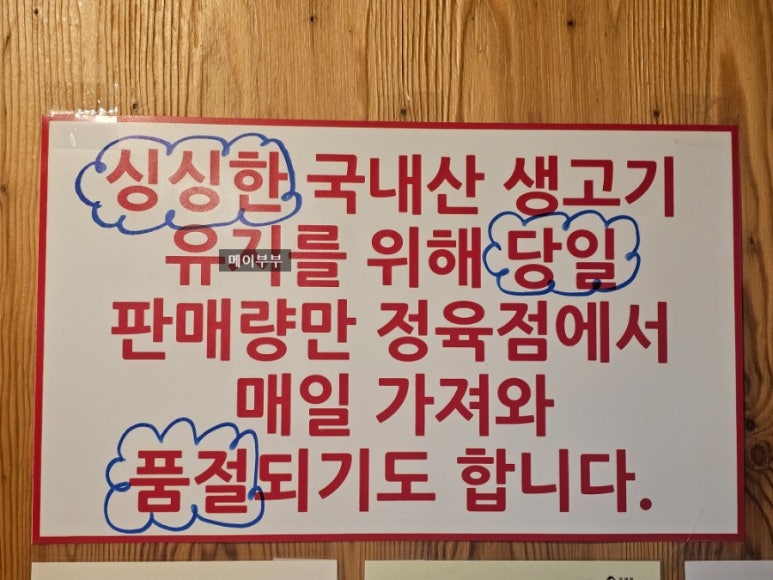 싱싱한 국내산 생고기
유지를 위해 당일
메이부부
판매량만 정육점에서
매일 가져와
품절되기도 합니다.